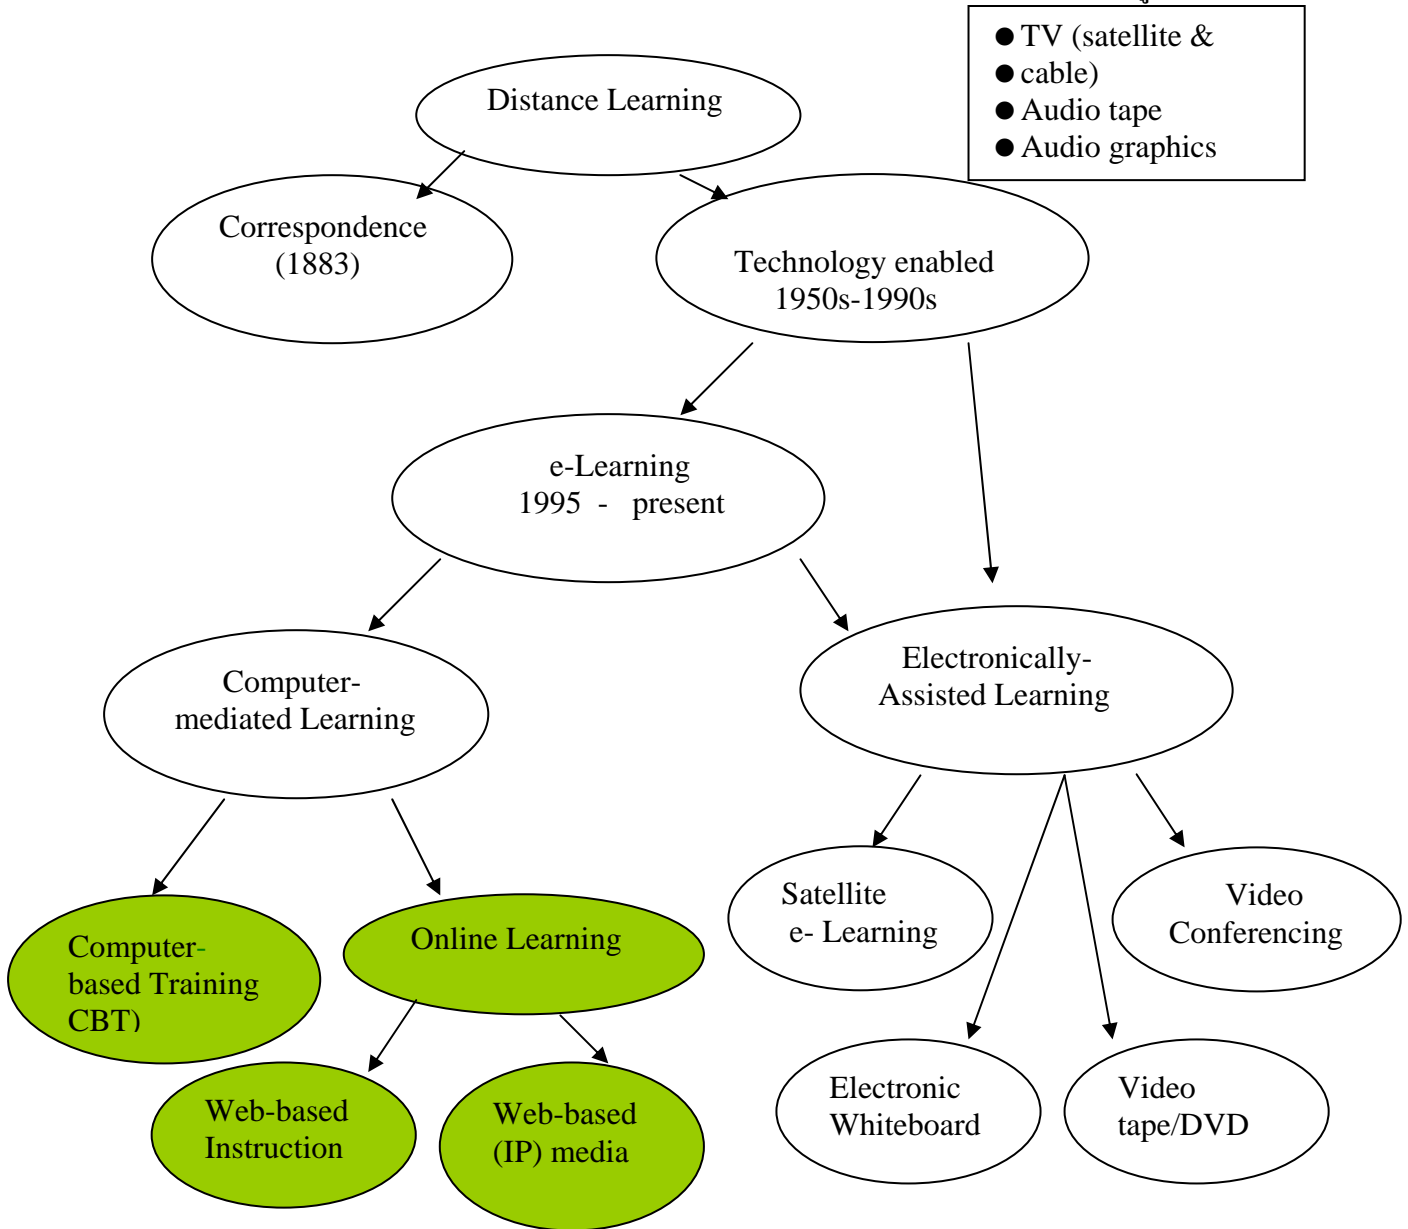 ● TV (satellite &
● cable)
● Audio tape
● Audio graphics
Distance Learning
Correspondence
(1883)
Technology enabled
1950s-1990s
e-Learning
1995 - present
Computer-
mediated Learning
Electronically-
Assisted Learning
Computer-
based Training
CBT)
Online Learning
Satellite
e- Learning
Video
Conferencing
Web-based
Instruction
Web-based
(IP) media
Electronic
Whiteboard
Video
tape/DVD